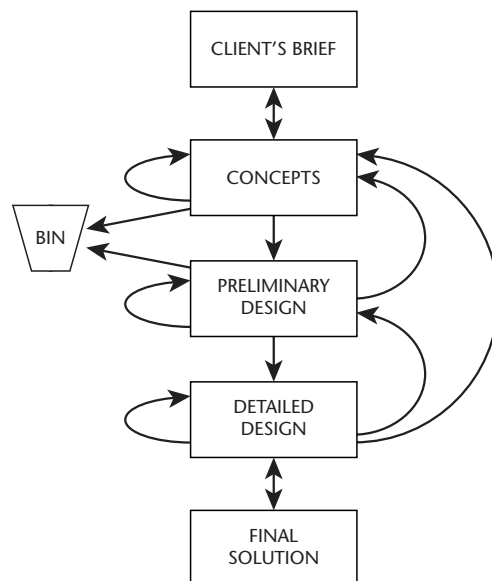 CLIENT’S BRIEF
CONCEPTS
BIN
PRELIMINARY
DESIGN
DETAILED
DESIGN
FINAL
SOLUTION